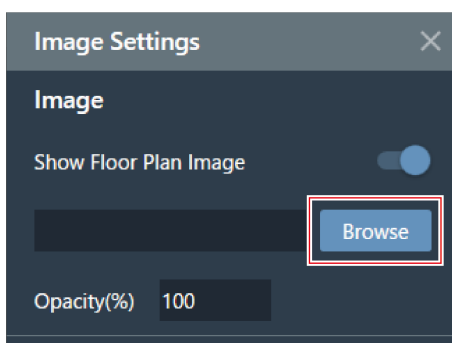 Image Settings
Image
Show Floor Plan Image
Browse
Opacity(%) 100